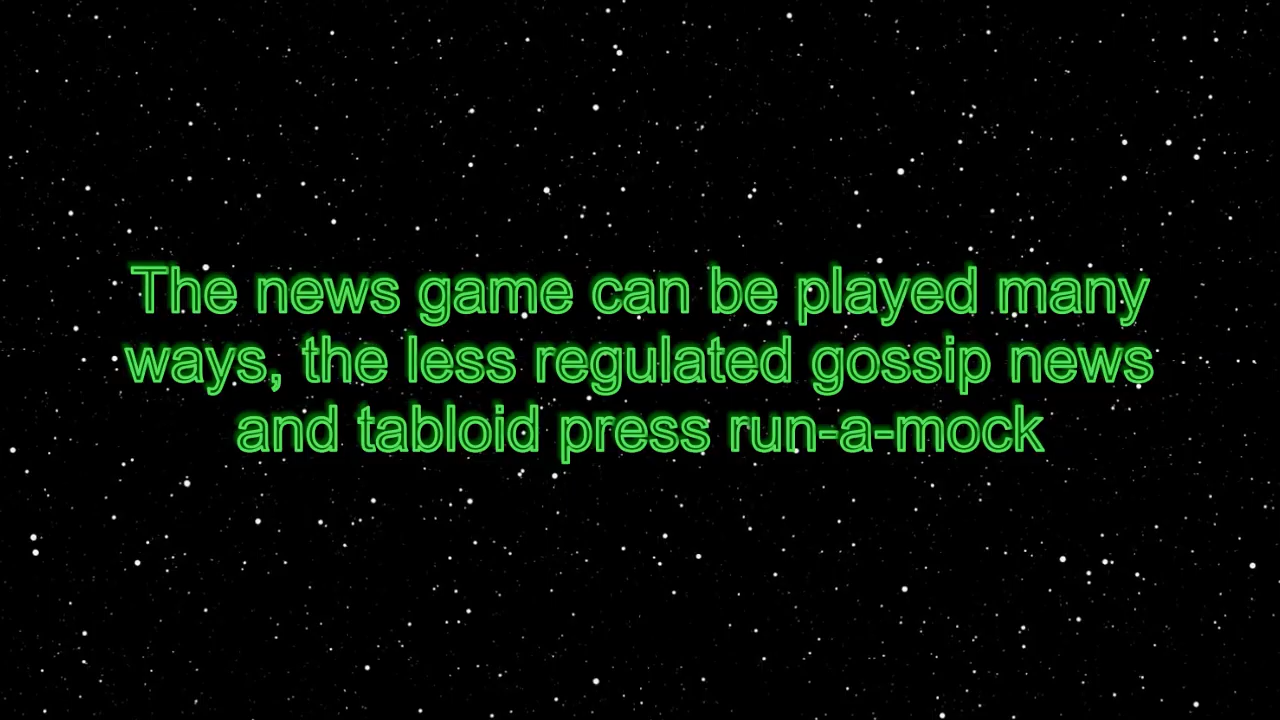 The news game can be played many
ways, the less regulated gossip news
and tabloid press run-a-mock